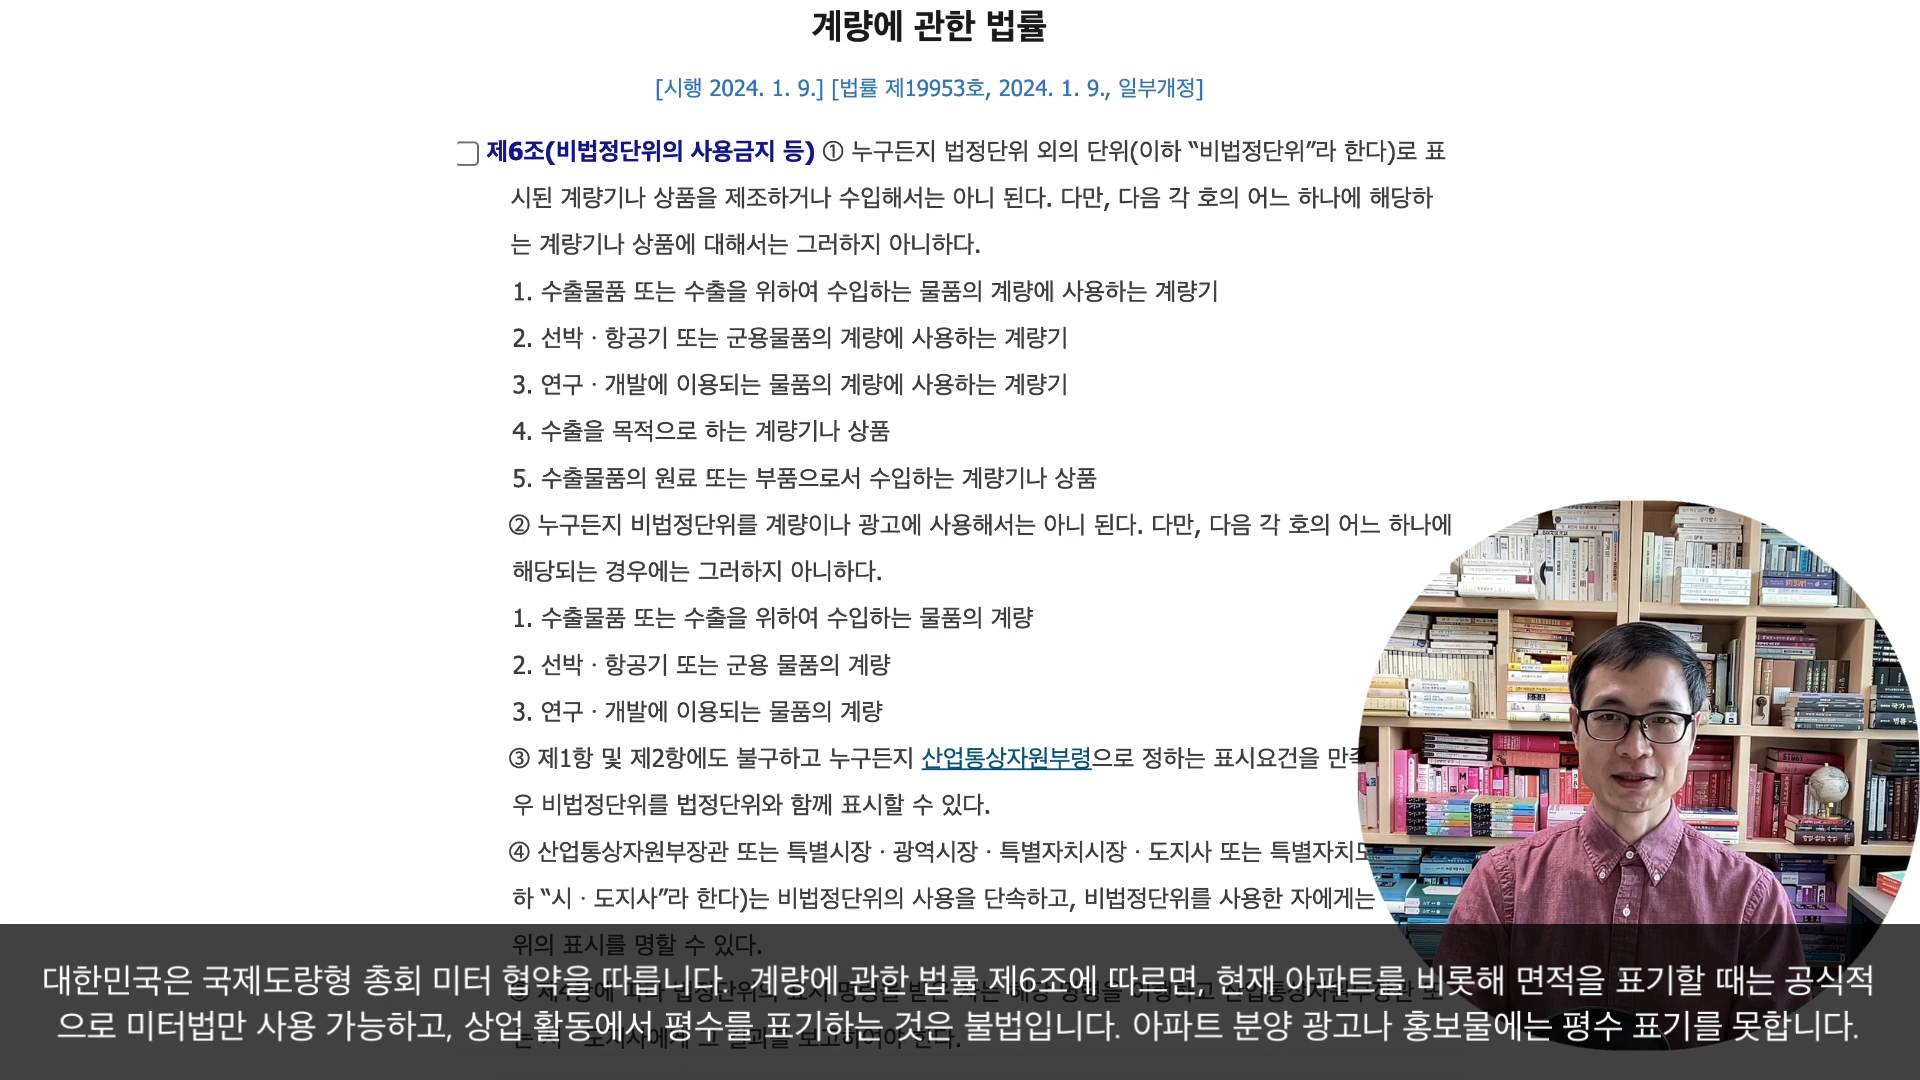 계량에 관한 법률
[시행 2024. 1. 9.] [법률 제19953호, 2024. 1. 9., 일부개정]
제6조(비법정단위의 사용금지 등) ① 누구든지 법정단위 외의 단위(이하 “비법정단위”라 한다)로 표
시된 계량기나 상품을 제조하거나 수입해서는 아니 된다. 다만, 다음 각 호의 어느 하나에 해당하
는 계량기나 상품에 대해서는 그러하지 아니하다.
1. 수출물품 또는 수출을 위하여 수입하는 물품의 계량에 사용하는 계량기
2. 선박ㆍ항공기 또는 군용물품의 계량에 사용하는 계량기
3. 연구ㆍ개발에 이용되는 물품의 계량에 사용하는 계량기
4. 수출을 목적으로 하는 계량기나 상품
5. 수출물품의 원료 또는 부품으로서 수입하는 계량기나 상품
② 누구든지 비법정단위를 계량이나 광고에 사용해서는 아니 된다. 다만, 다음 각 호의 어느 하나에
해당되는 경우에는 그러하지 아니하다.
1. 수출물품 또는 수출을 위하여 수입하는 물품의 계량
2. 선박ㆍ항공기 또는 군용 물품의 계량
3. 연구ㆍ개발에 이용되는 물품의 계량
③ 제1항 및 제2항에도 불구하고 누구든지 산업통상자원부령으로 정하는 표시요건을
우 비법정단위를 법정단위와 함께 표시할 수 있다.
④ 산업통상자원부장관 또는 특별시장ㆍ광역시장ㆍ특별자치시장ㆍ도지사 또는
하 “시ㆍ도지사”라 한다)는 비법정단위의 사용을 단속하고, 비법정단위를 사용한 자에게는
위의 표시를 명할 수 있다.
대한민국은 국제도량형 총회 미터 협약을 따릅니다. 계량에 관한 법률 제6조에 따르면, 현재 아파트를 비롯해 면적을 표기할 때는 공식적
으로 미터법만 사용 가능하고, 상업 활동에서 평수를 표기하는 것은 불법입니다. 아파트 분양 광고나 홍보물에는 평수 표기를 못합니다.